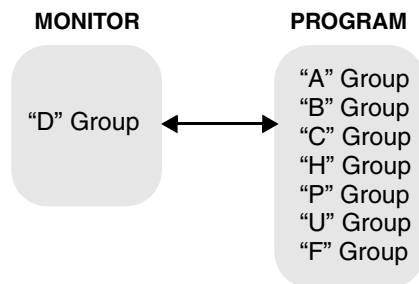 MONITOR
PROGRAM
“D” Group
“A” Group
“B” Group
“C” Group
“H” Group
“P” Group
“U” Group
“F” Group